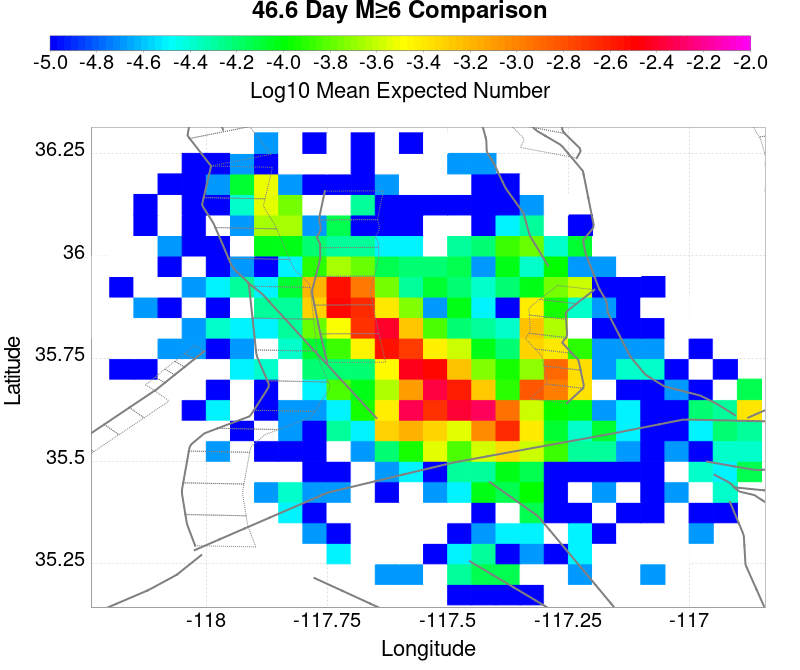 46.6 Day M≥6 Comparison
-5.0 -4.8 -4.6 -4.4 -4.2 -4.0 -3.8 -3.6 -3.4 -3.2 -3.0 -2.8 -2.6 -2.4 -2.2 -2.0
Log10 Mean Expected Number
36.25
36
35.75
35.5
35.25
Latitude
-118 -117.75 -117.5 -117.25 -117
Longitude